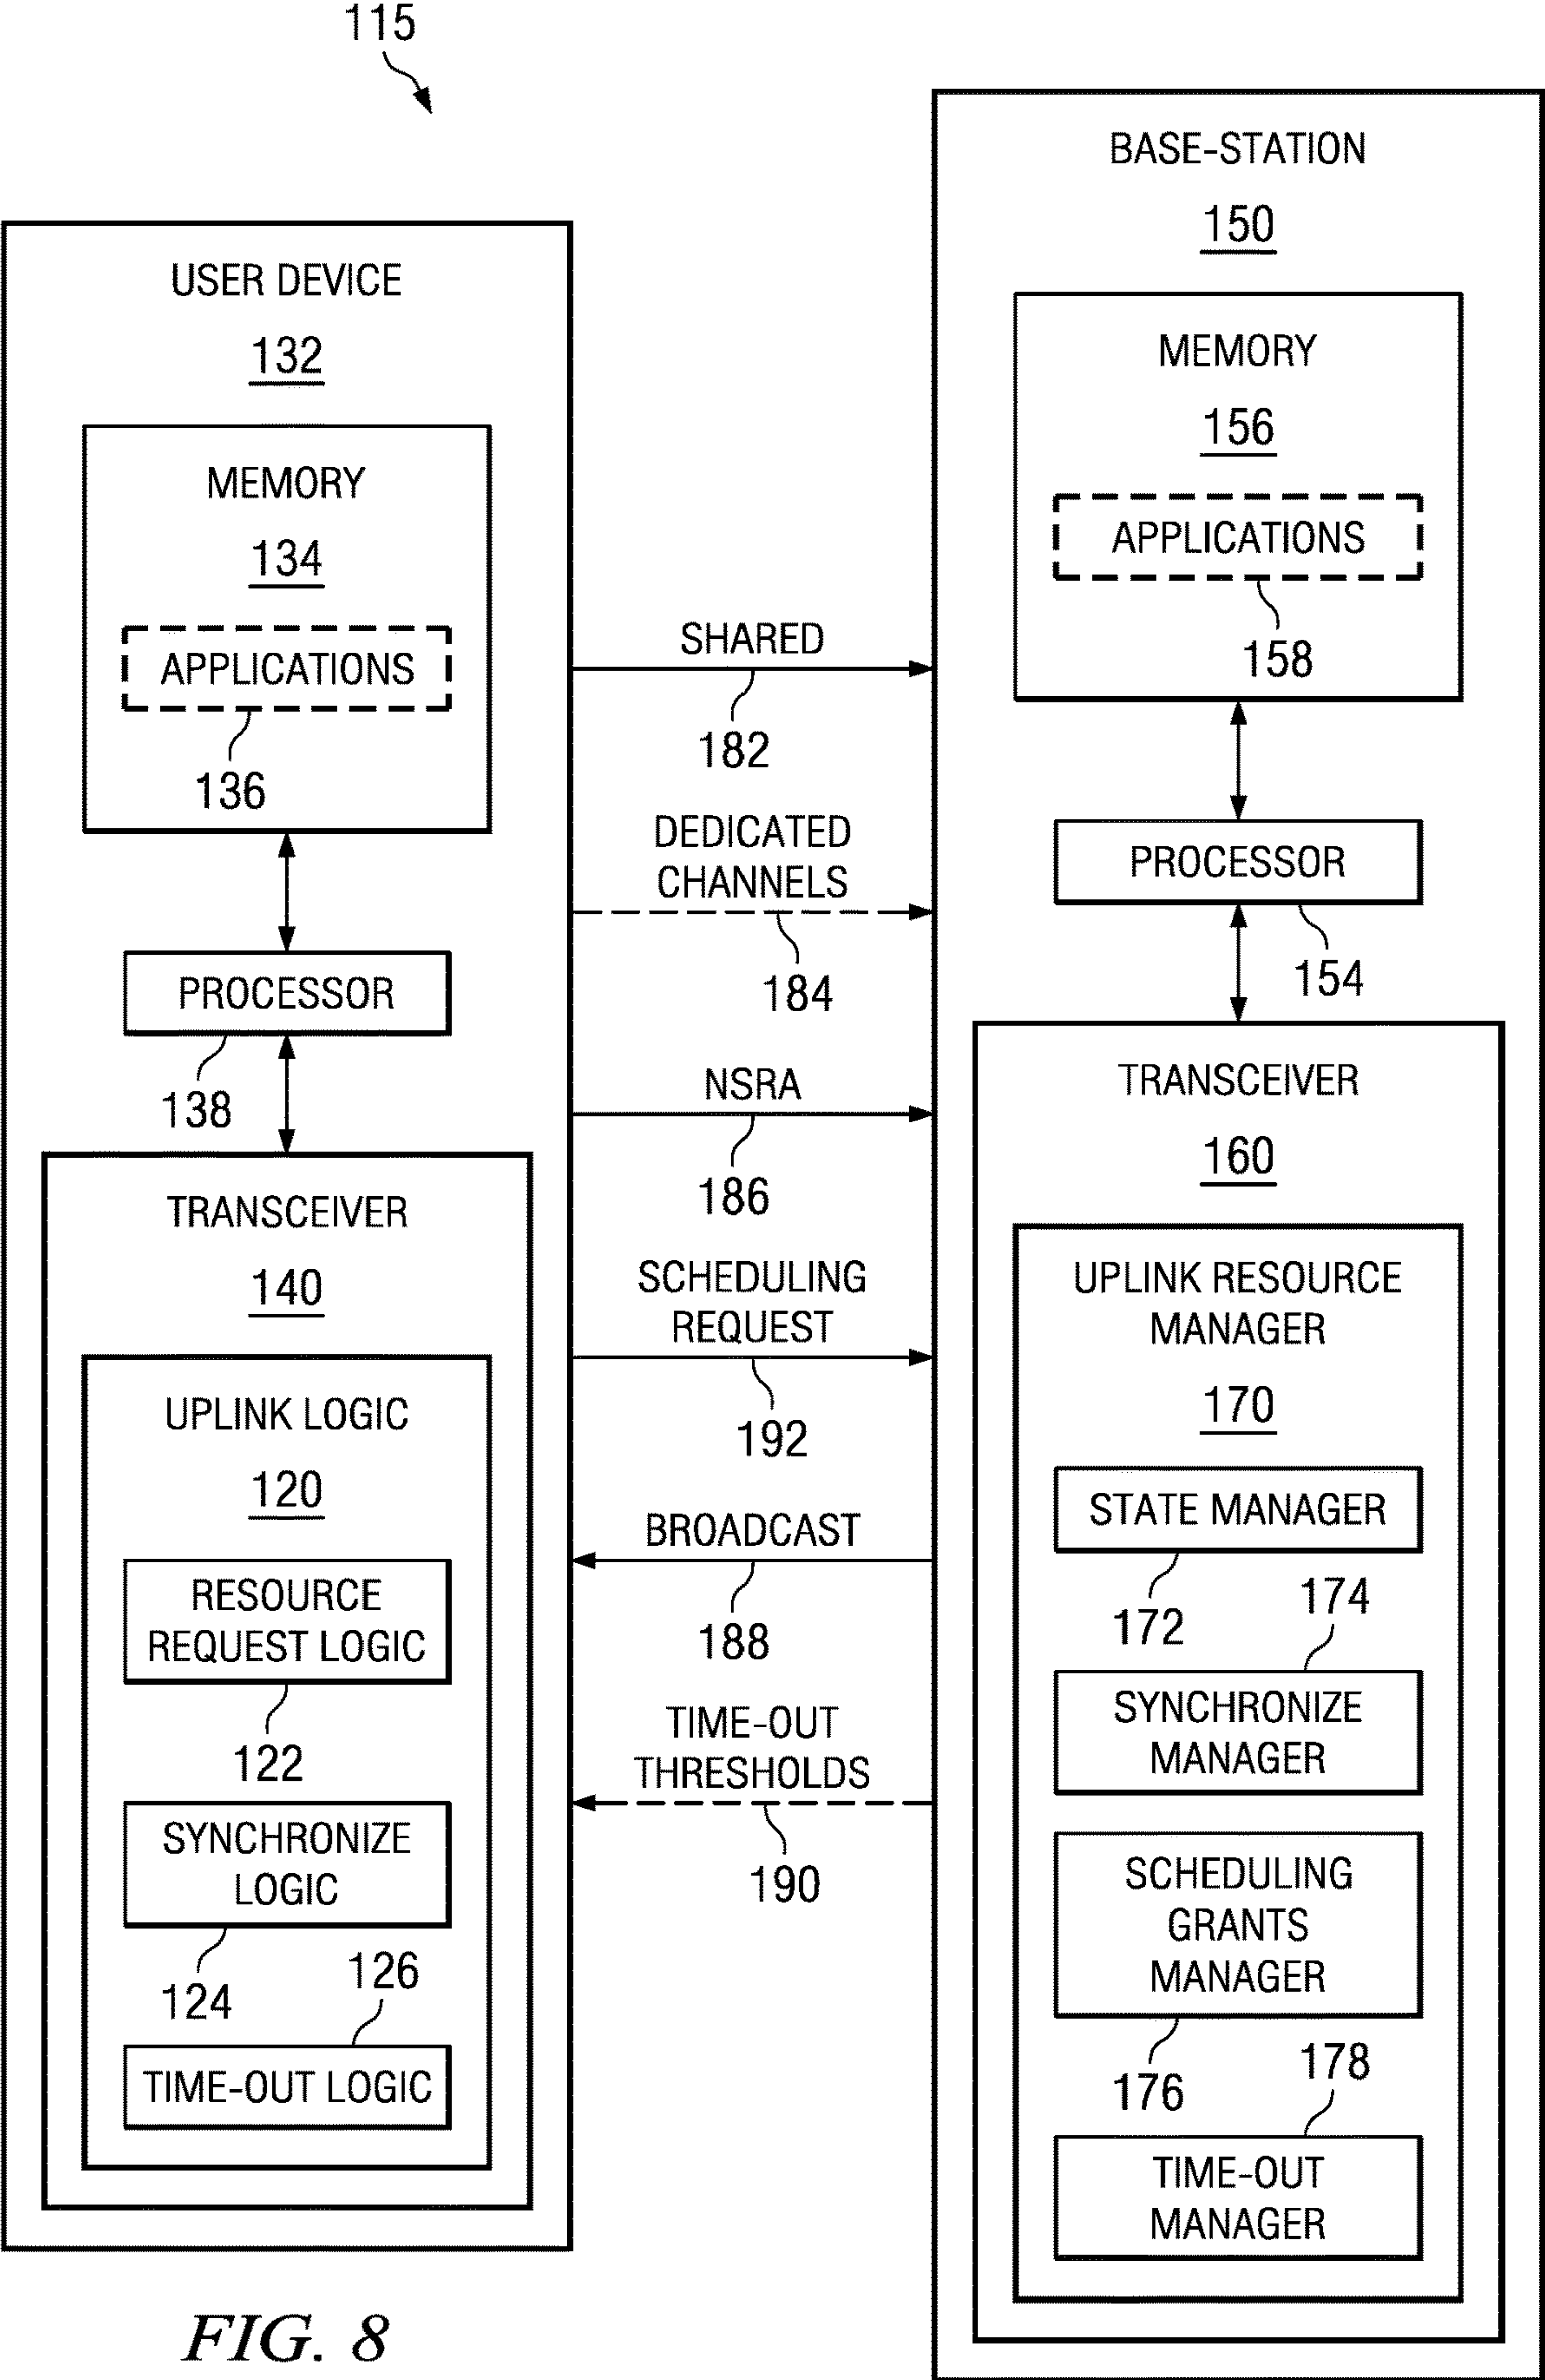 115
USER DEVICE
132
MEMORY
134
APPLICATIONS
136
PROCESSOR
138
TRANSCEIVER
140
UPLINK LOGIC
120
RESOURCE
REQUEST LOGIC
122
SYNCHRONIZE
LOGIC
124
126
TIME-OUT LOGIC
SHARED
182
DEDICATED
CHANNELS
184
NSRA
186
SCHEDULING
REQUEST
192
BROADCAST
188
TIME-OUT
THRESHOLDS
190
BASE-STATION
150
MEMORY
156
APPLICATIONS
158
PROCESSOR
154
TRANSCEIVER
160
UPLINK RESOURCE
MANAGER
170
STATE MANAGER
172
174
SYNCHRONIZE
MANAGER
SCHEDULING
GRANTS
MANAGER
176
178
TIME-OUT
MANAGER
FIG. 8